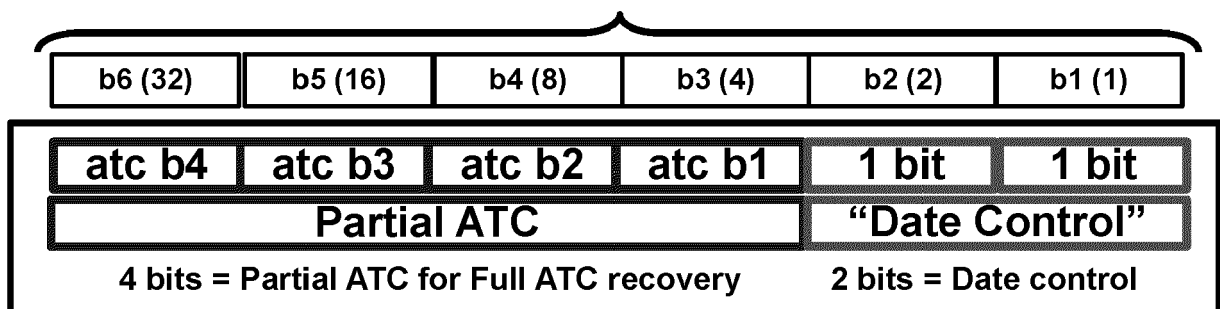 b6 (32) b5 (16) b4 (8) b3 (4) b2 (2) b1 (1)
atc b4 atc b3 atc b2 atc b1 1 bit 1 bit
Partial ATC “Date Control”
4 bits = Partial ATC for Full ATC recovery 2 bits = Date control